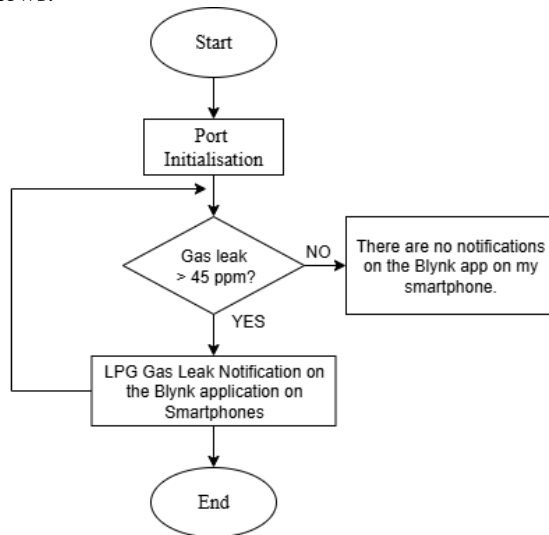 Start
Port
Initialisation
Gas leak
> 45 ppm?
NO
There are no notifications
on the Blynk app on my
smartphone.
YES
LPG Gas Leak Notification on
the Blynk application on
Smartphones
End